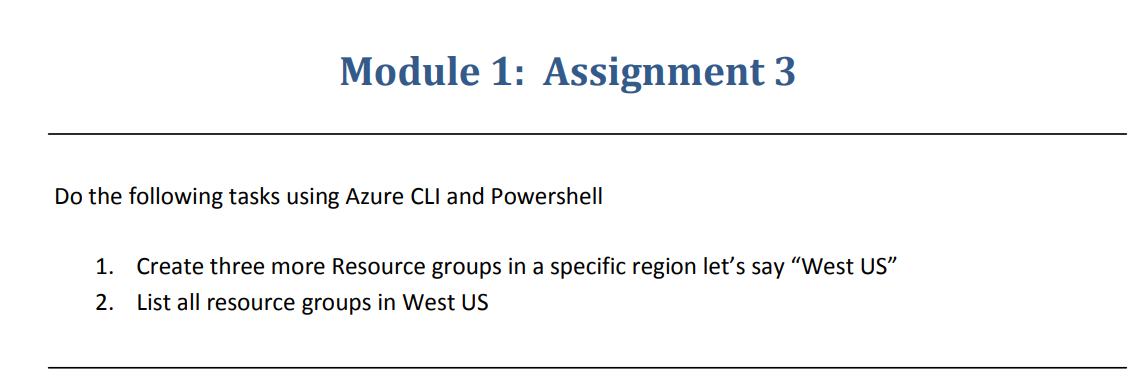 Module 1:  Assignment 3
Do the following tasks using Azure CLI and Powershell
1. Create three more Resource groups in a specific region let’s say “West US”
2. List all resource groups in West US